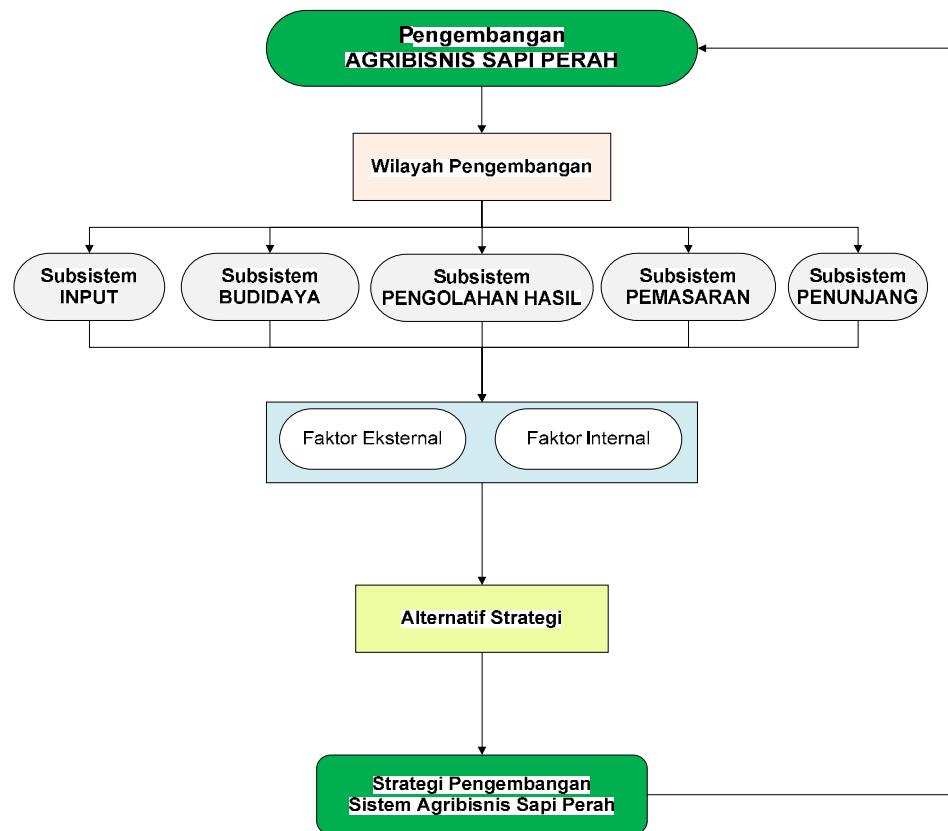 Pengembangan
AGRIBISNIS SAPI PERAH
Wilayah Pengembangan
Subsistem
INPUT
Subsistem
BUDIDAYA
Subsistem
PENGOLAHAN HASIL
Subsistem
PEMASARAN
Subsistem
PENUNJANG
Faktor Eksternal
Faktor Internal
Alternatif Strategi
Strategi Pengembangan
Sistem Agribisnis Sapi Perah